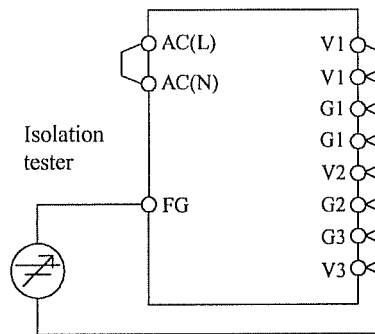 AC(L)
AC(N)
Isolation
tester
FG
V1
V1
G1
G1
V2
G2
G3
V3